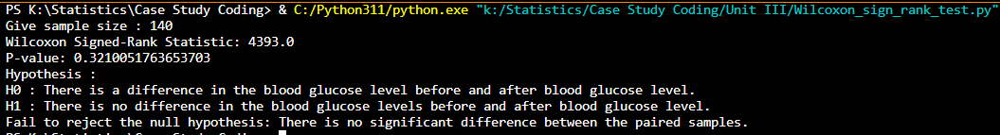 PS K:\Statistics\Case Study Coding> & C:/Python311/python.exe "k:/Statistics/Case Study Coding/Unit III/Wilcoxon_sign_rank_test.py"
Give sample size : 140
Wilcoxon Signed-Rank Statistic: 4393.0
P-value: 0.3210051763653703
Hypothesis :
H0 : There is a difference in the blood glucose level before and after blood glucose level.
H1 : There is no difference in the blood glucose levels before and after blood glucose level.
Fail to reject the null hypothesis: There is no significant difference between the paired samples.
PS K:\Statistics\Case Study Coding>